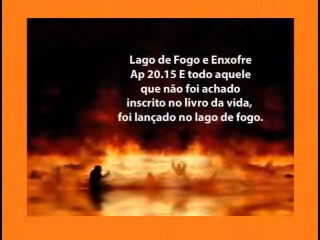 Lago de Fogo e Enxofre
Ap 20.15 E todo aquele
que não foi achado
inscrito no livro da vida,
foi lançado no lago de fogo.